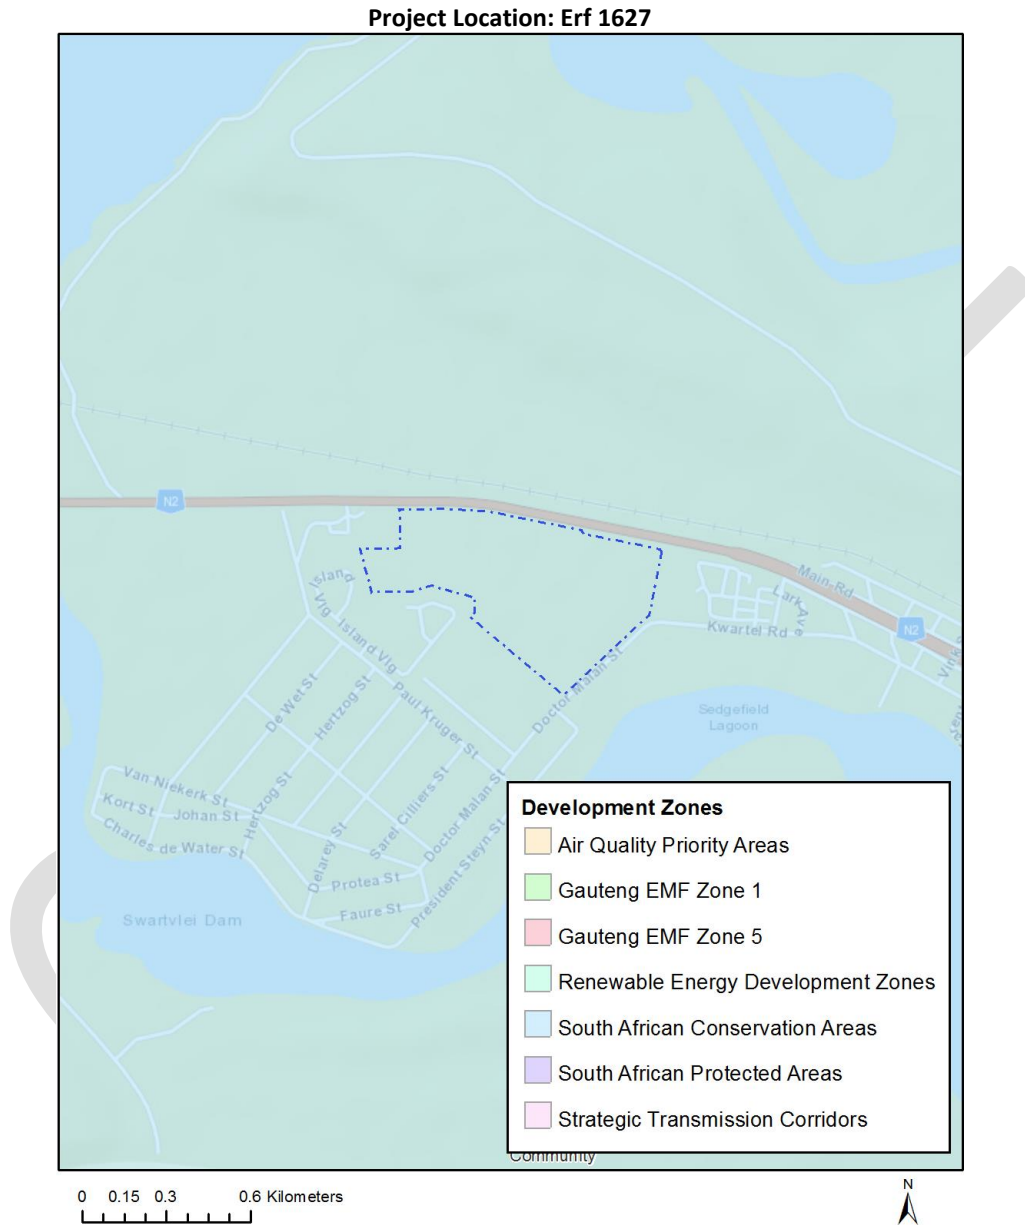 Project Location: Erf 1627
N2
Main Rd
Island
Vlg
Lark Ave
Kwartel Rd
N2
Island Vlg
De Wet St
Hertzog St
Paul Kruger St
Doctor Malan St
Sedgefield
Lagoon
Van Niekerk St
Kort St
Johan St
Hertzog St
Charles de Water St
Delarey St
Sarel Cilliers St
Doctor Malan St
President Steyn St
Protea St
Faure St
Swartvlei Dam
Development Zones
Air Quality Priority Areas
Gauteng EMF Zone 1
Gauteng EMF Zone 5
Renewable Energy Development Zones
South African Conservation Areas
South African Protected Areas
Strategic Transmission Corridors
Community
0 0.15 0.3 0.6 Kilometers
N